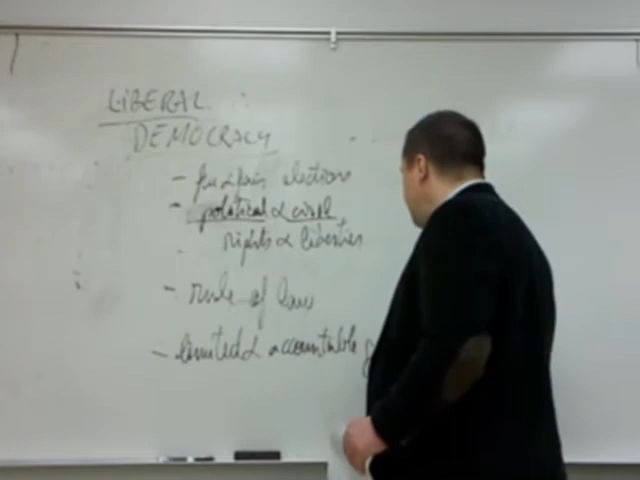 LIBERAL
DEMOCRACY
- free & fair elections
- political & civil
rights & liberties
- rule of law
- limited & accountable g